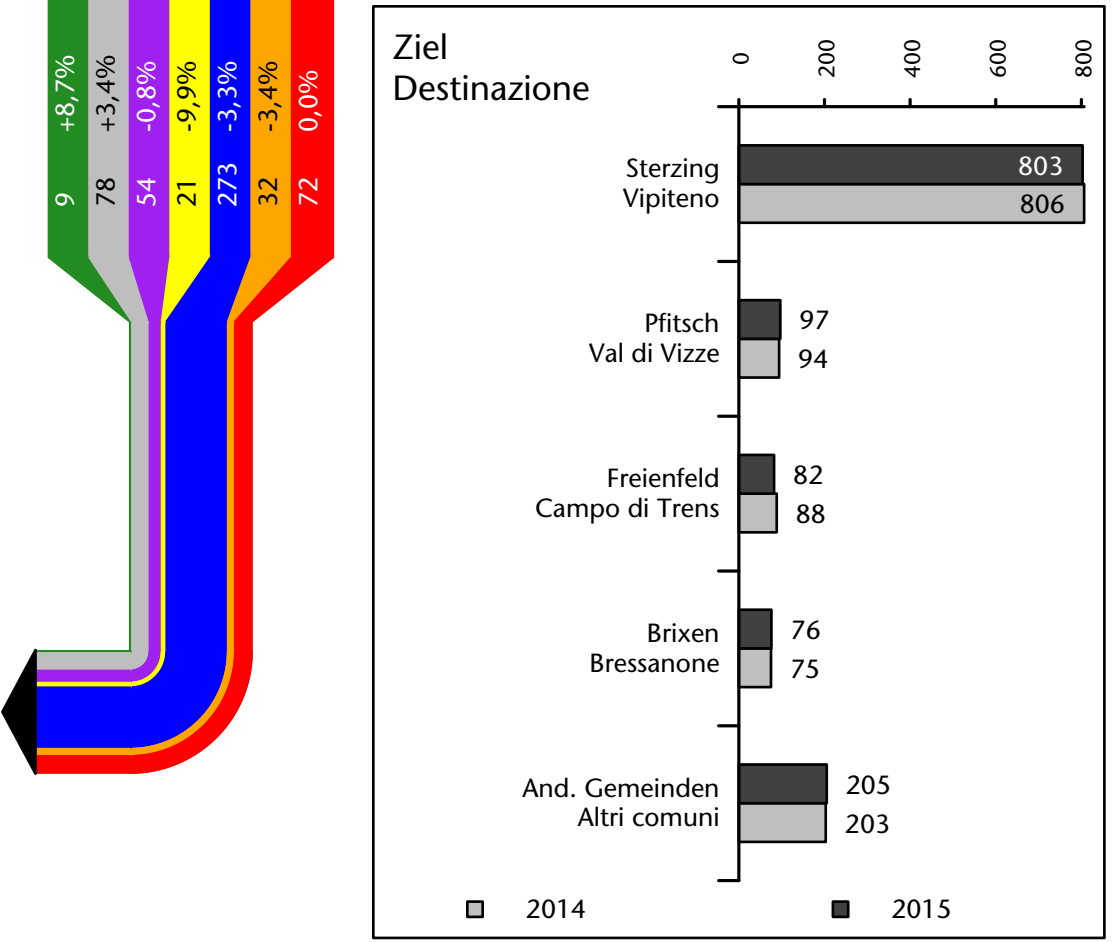 9 +8,7%
78 +3,4%
54 -0,8%
21 -9,9%
273 -3,3%
32 -3,4%
72 0,0%
Ziel
Destinazione
0 200 400 600 800
Sterzing
Vipiteno
803
806
Pfitsch
Val di Vizze
97
94
Freienfeld
Campo di Trens
82
88
Brixen
Bressanone
76
75
And. Gemeinden
Altri comuni
205
203
2014 2015